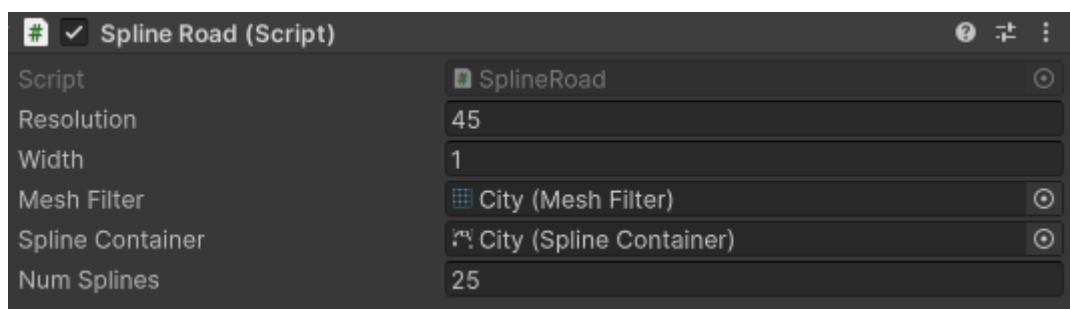 Spline Road (Script)
Script SplineRoad
Resolution 45
Width 1
Mesh Filter City (Mesh Filter)
Spline Container City (Spline Container)
Num Splines 25